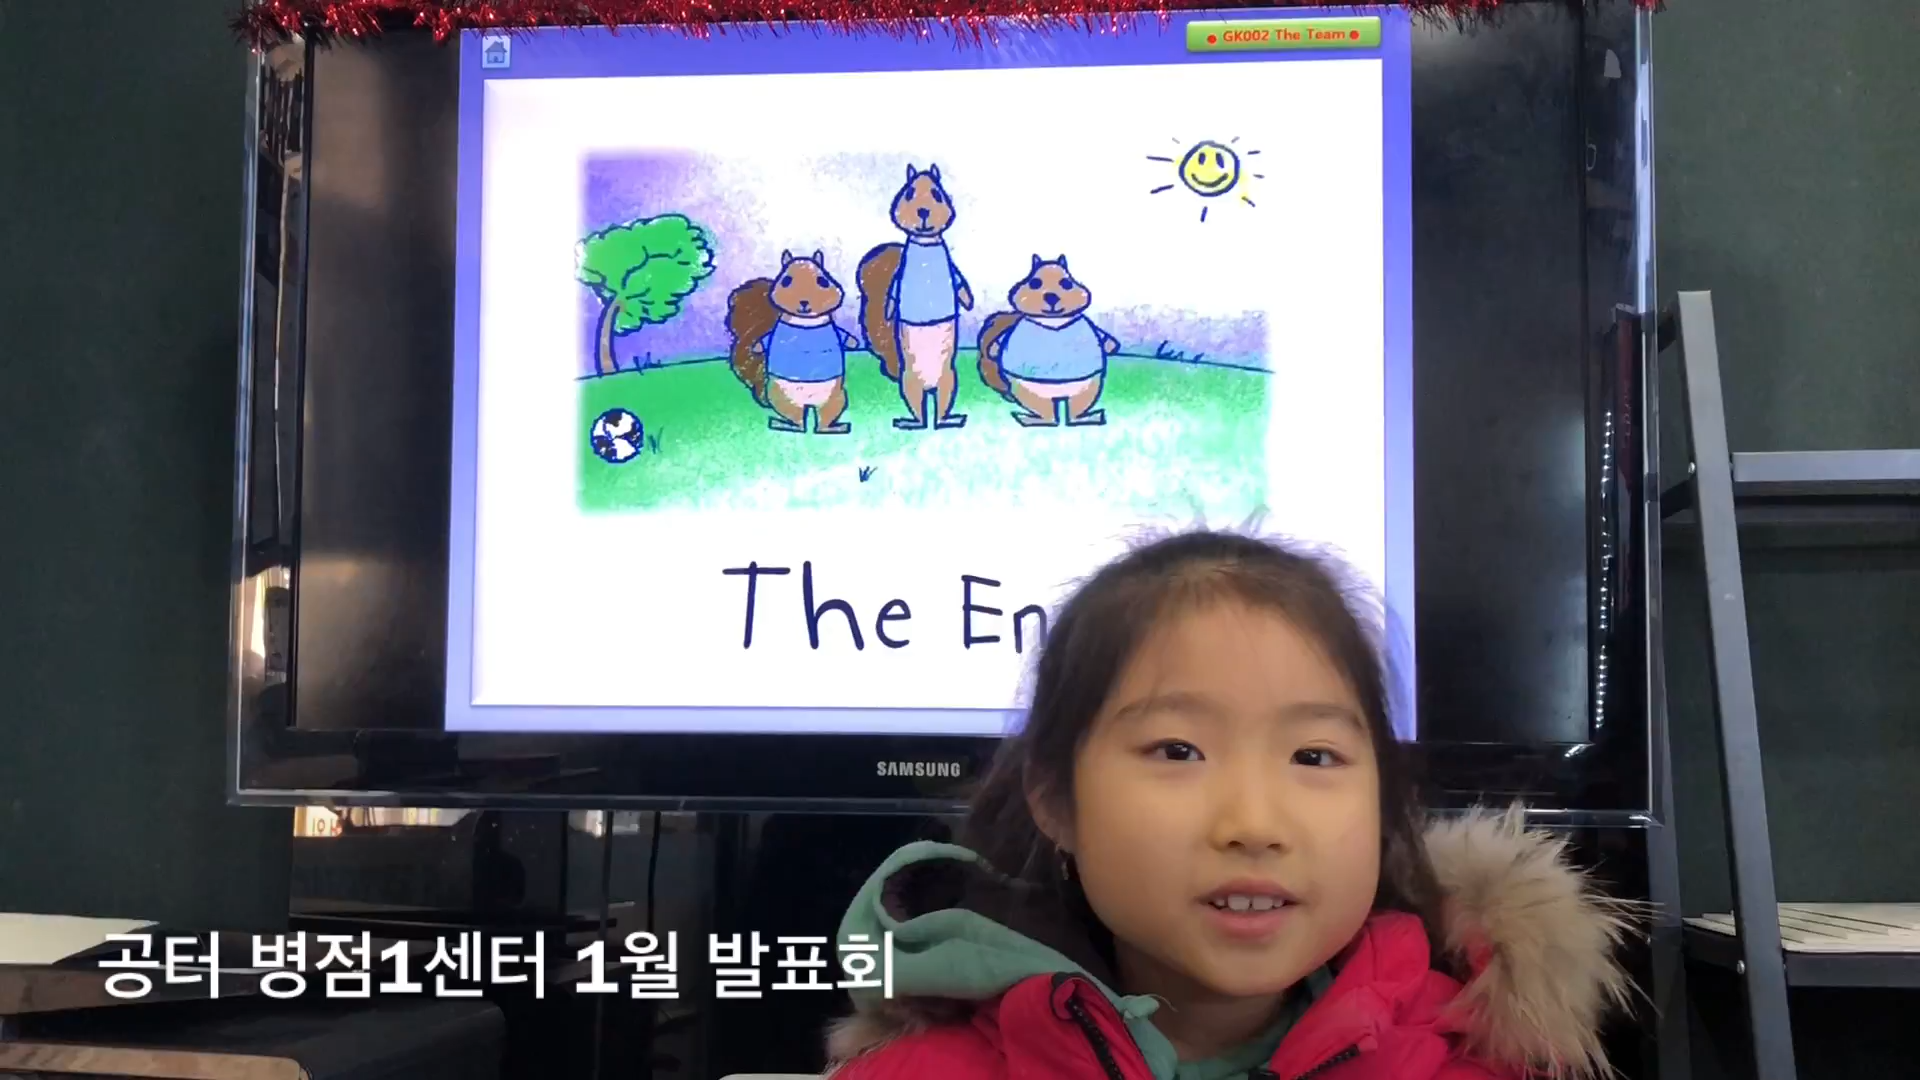 GK002 The Team
The En
SAMSUNG
공터 병점1센터 1월 발표회